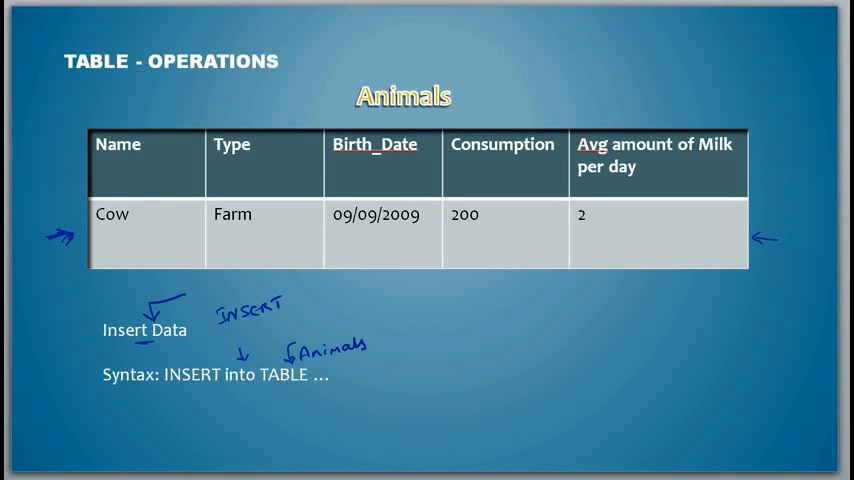 TABLE - OPERATIONS
Animals
Name Type Birth_Date Consumption Avg amount of Milk
per day
Cow Farm 09/09/2009 200 2
INSERT
Insert Data
Animals
Syntax: INSERT into TABLE ...